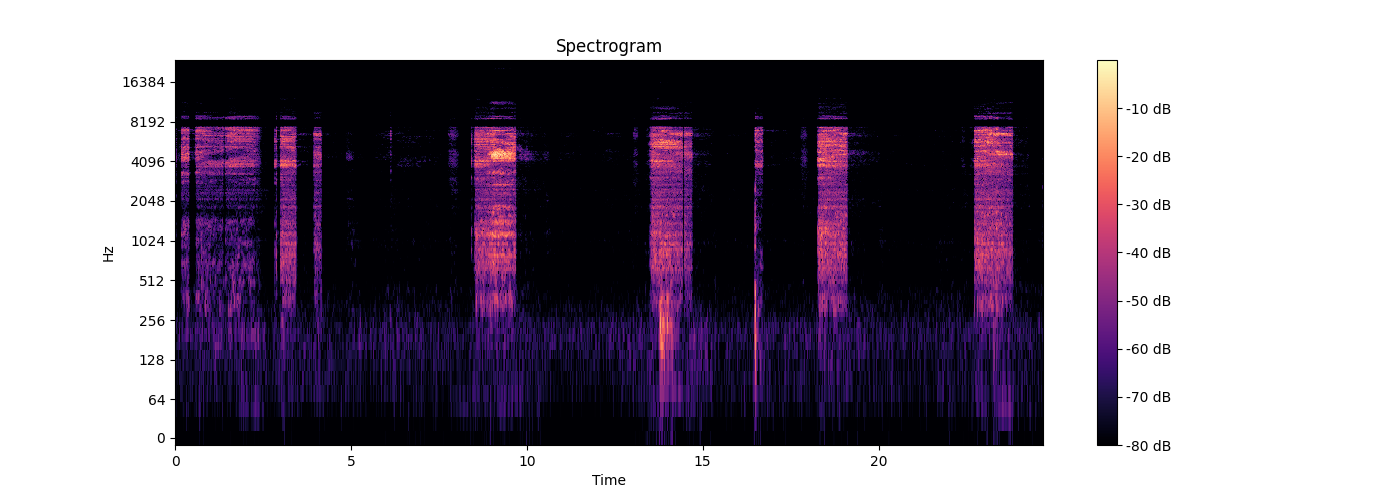 Spectrogram
16384
8192
4096
2048
1024
512
256
128
64
0
Hz
0 5 10 15 20
Time
-10 dB
-20 dB
-30 dB
-40 dB
-50 dB
-60 dB
-70 dB
-80 dB